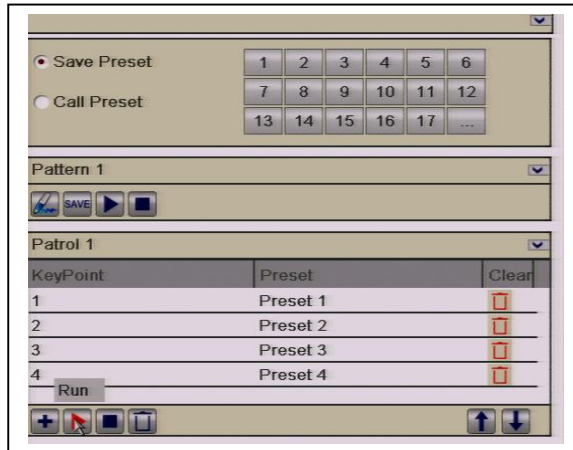 Save Preset
1 2 3 4 5 6
Call Preset
7 8 9 10 11 12
13 14 15 16 17 ...
Pattern 1
SAVE
Patrol 1
KeyPoint Preset Clear
1 Preset 1
2 Preset 2
3 Preset 3
4 Preset 4
Run